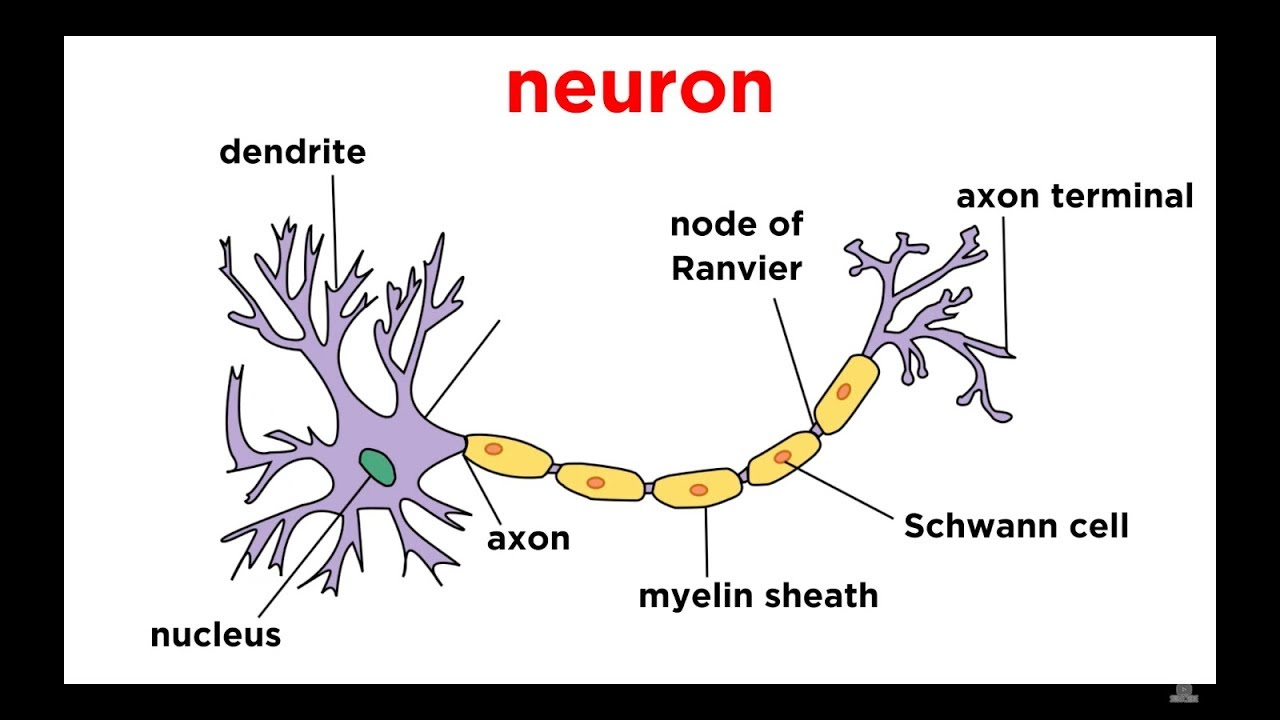 neuron
dendrite
axon terminal
node of
Ranvier
axon
Schwann cell
myelin sheath
nucleus